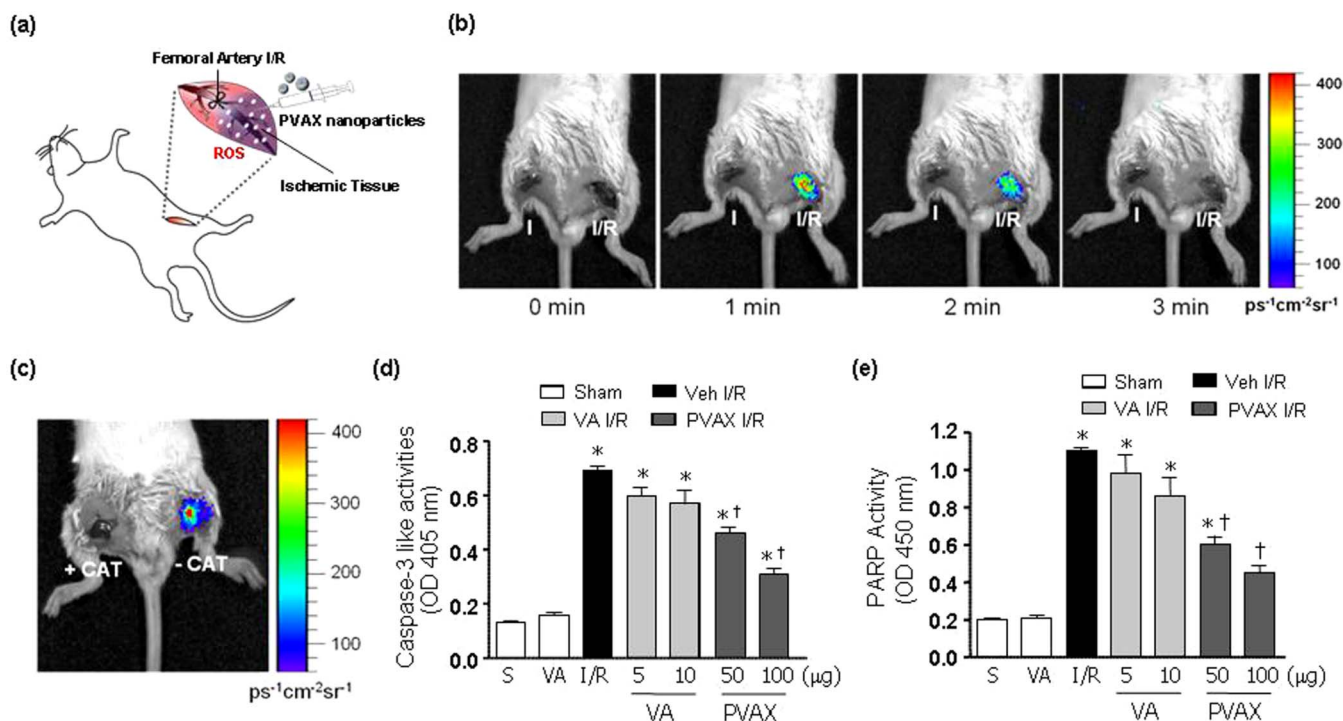 (a)
Femoral Artery I/R
PVAX nanoparticles
ROS
Ischemic Tissue
(b)
I I/R I I/R I I/R
0 min 1 min 2 min 3 min
400
300
200
100
ps⁻¹cm⁻²sr⁻¹
(c)
+ CAT - CAT
400
300
200
100
ps⁻¹cm⁻²sr⁻¹
(d)
Sham Veh I/R
VA I/R PVAX I/R
Caspase-3 like activities
(OD 405 nm)
0.8
0.6
0.4
0.2
0.0
* * * *† *†
S VA I/R 5 10 50 100 (μg)
VA PVAX
(e)
Sham Veh I/R
VA I/R PVAX I/R
PARP Activity
(OD 450 nm)
1.2
1.0
0.8
0.6
0.4
0.2
0.0
* * * *† †
S VA I/R 5 10 50 100 (μg)
VA PVAX